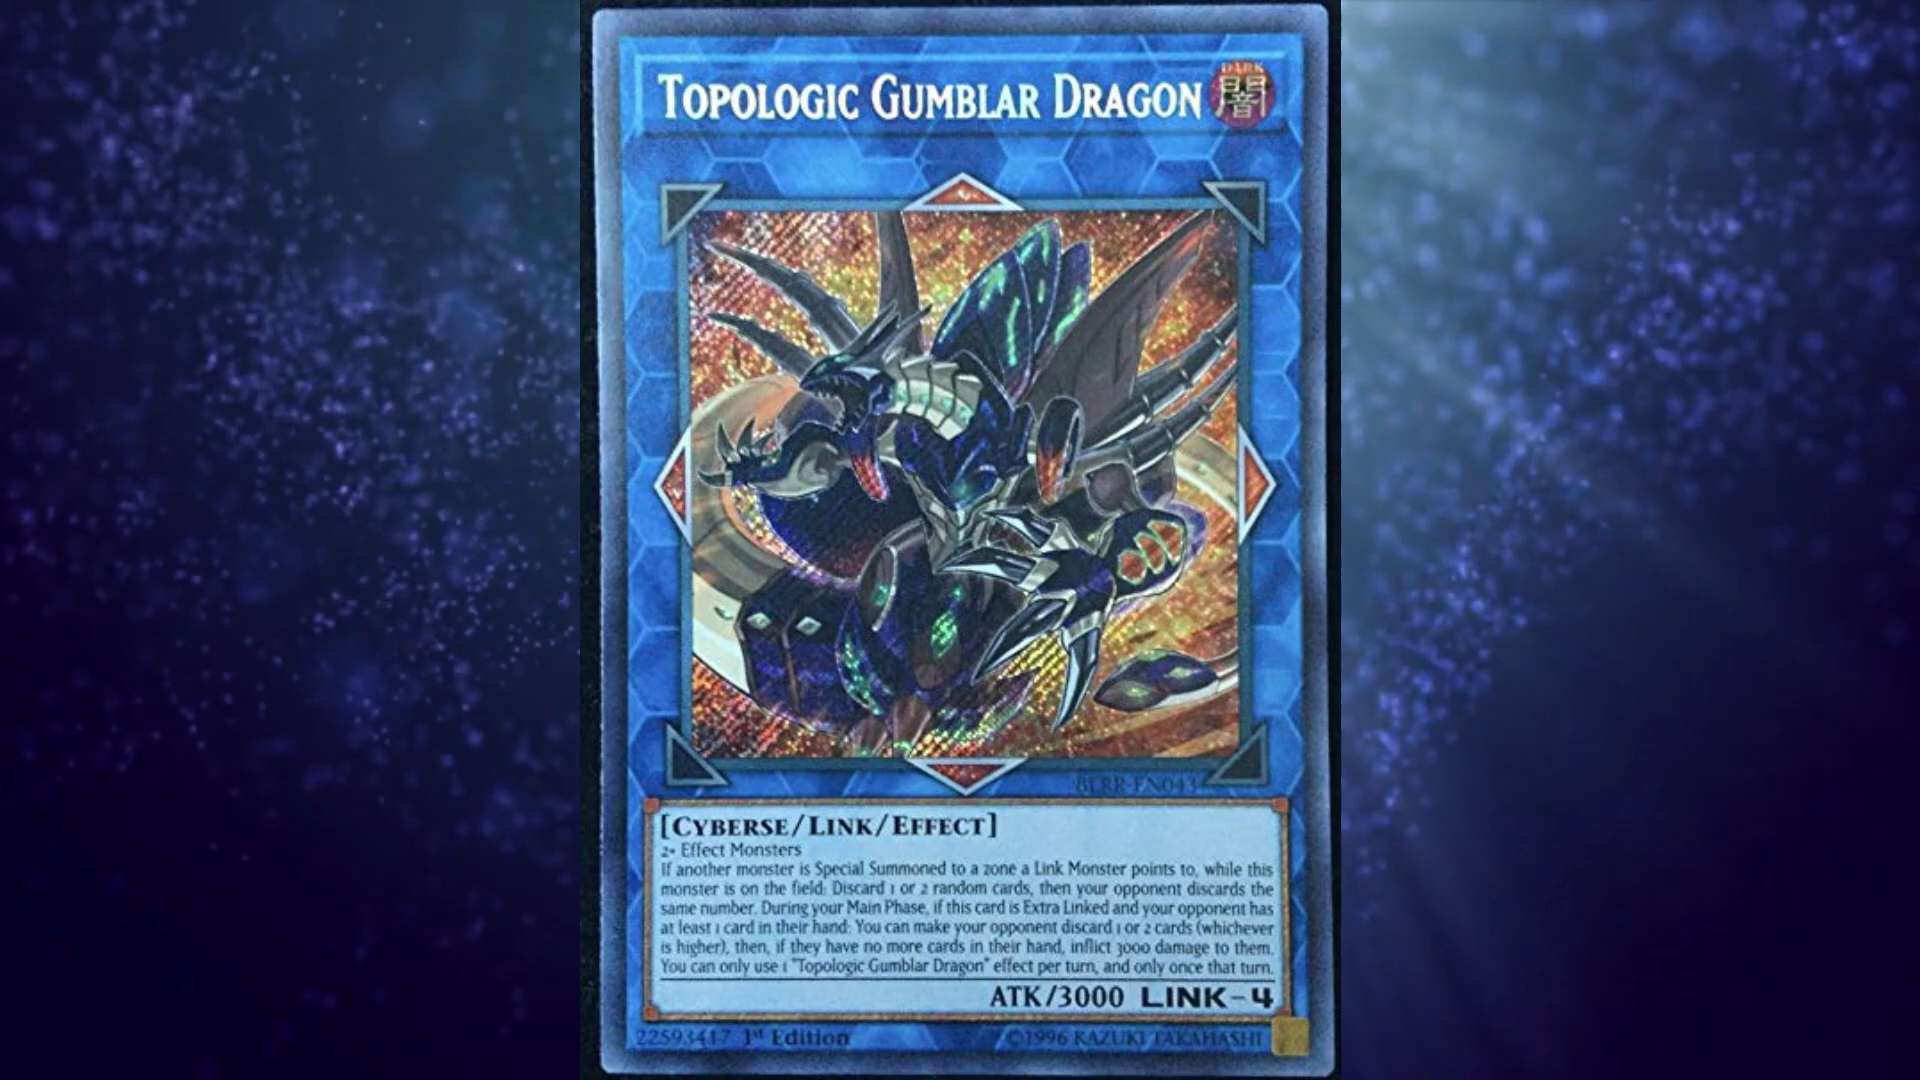 TOPOLOGIC GUMBLAR DRAGON
DARK
闇
BLRR-EN043
[CYBERSE/LINK/EFFECT]
2+ Effect Monsters
If another monster is Special Summoned to a zone a Link Monster points to, while this
monster is on the field: Discard 1 or 2 random cards, then your opponent discards the
same number. During your Main Phase, if this card is Extra Linked and your opponent has
at least 1 card in their hand: You can make your opponent discard 1 or 2 cards (whichever
is higher), then, if they have no more cards in their hand, inflict 3000 damage to them.
You can only use 1 "Topologic Gumblar Dragon" effect per turn, and only once that turn.
ATK/3000 LINK-4
22593417 1st Edition ©1996 KAZUKI TAKAHASHI